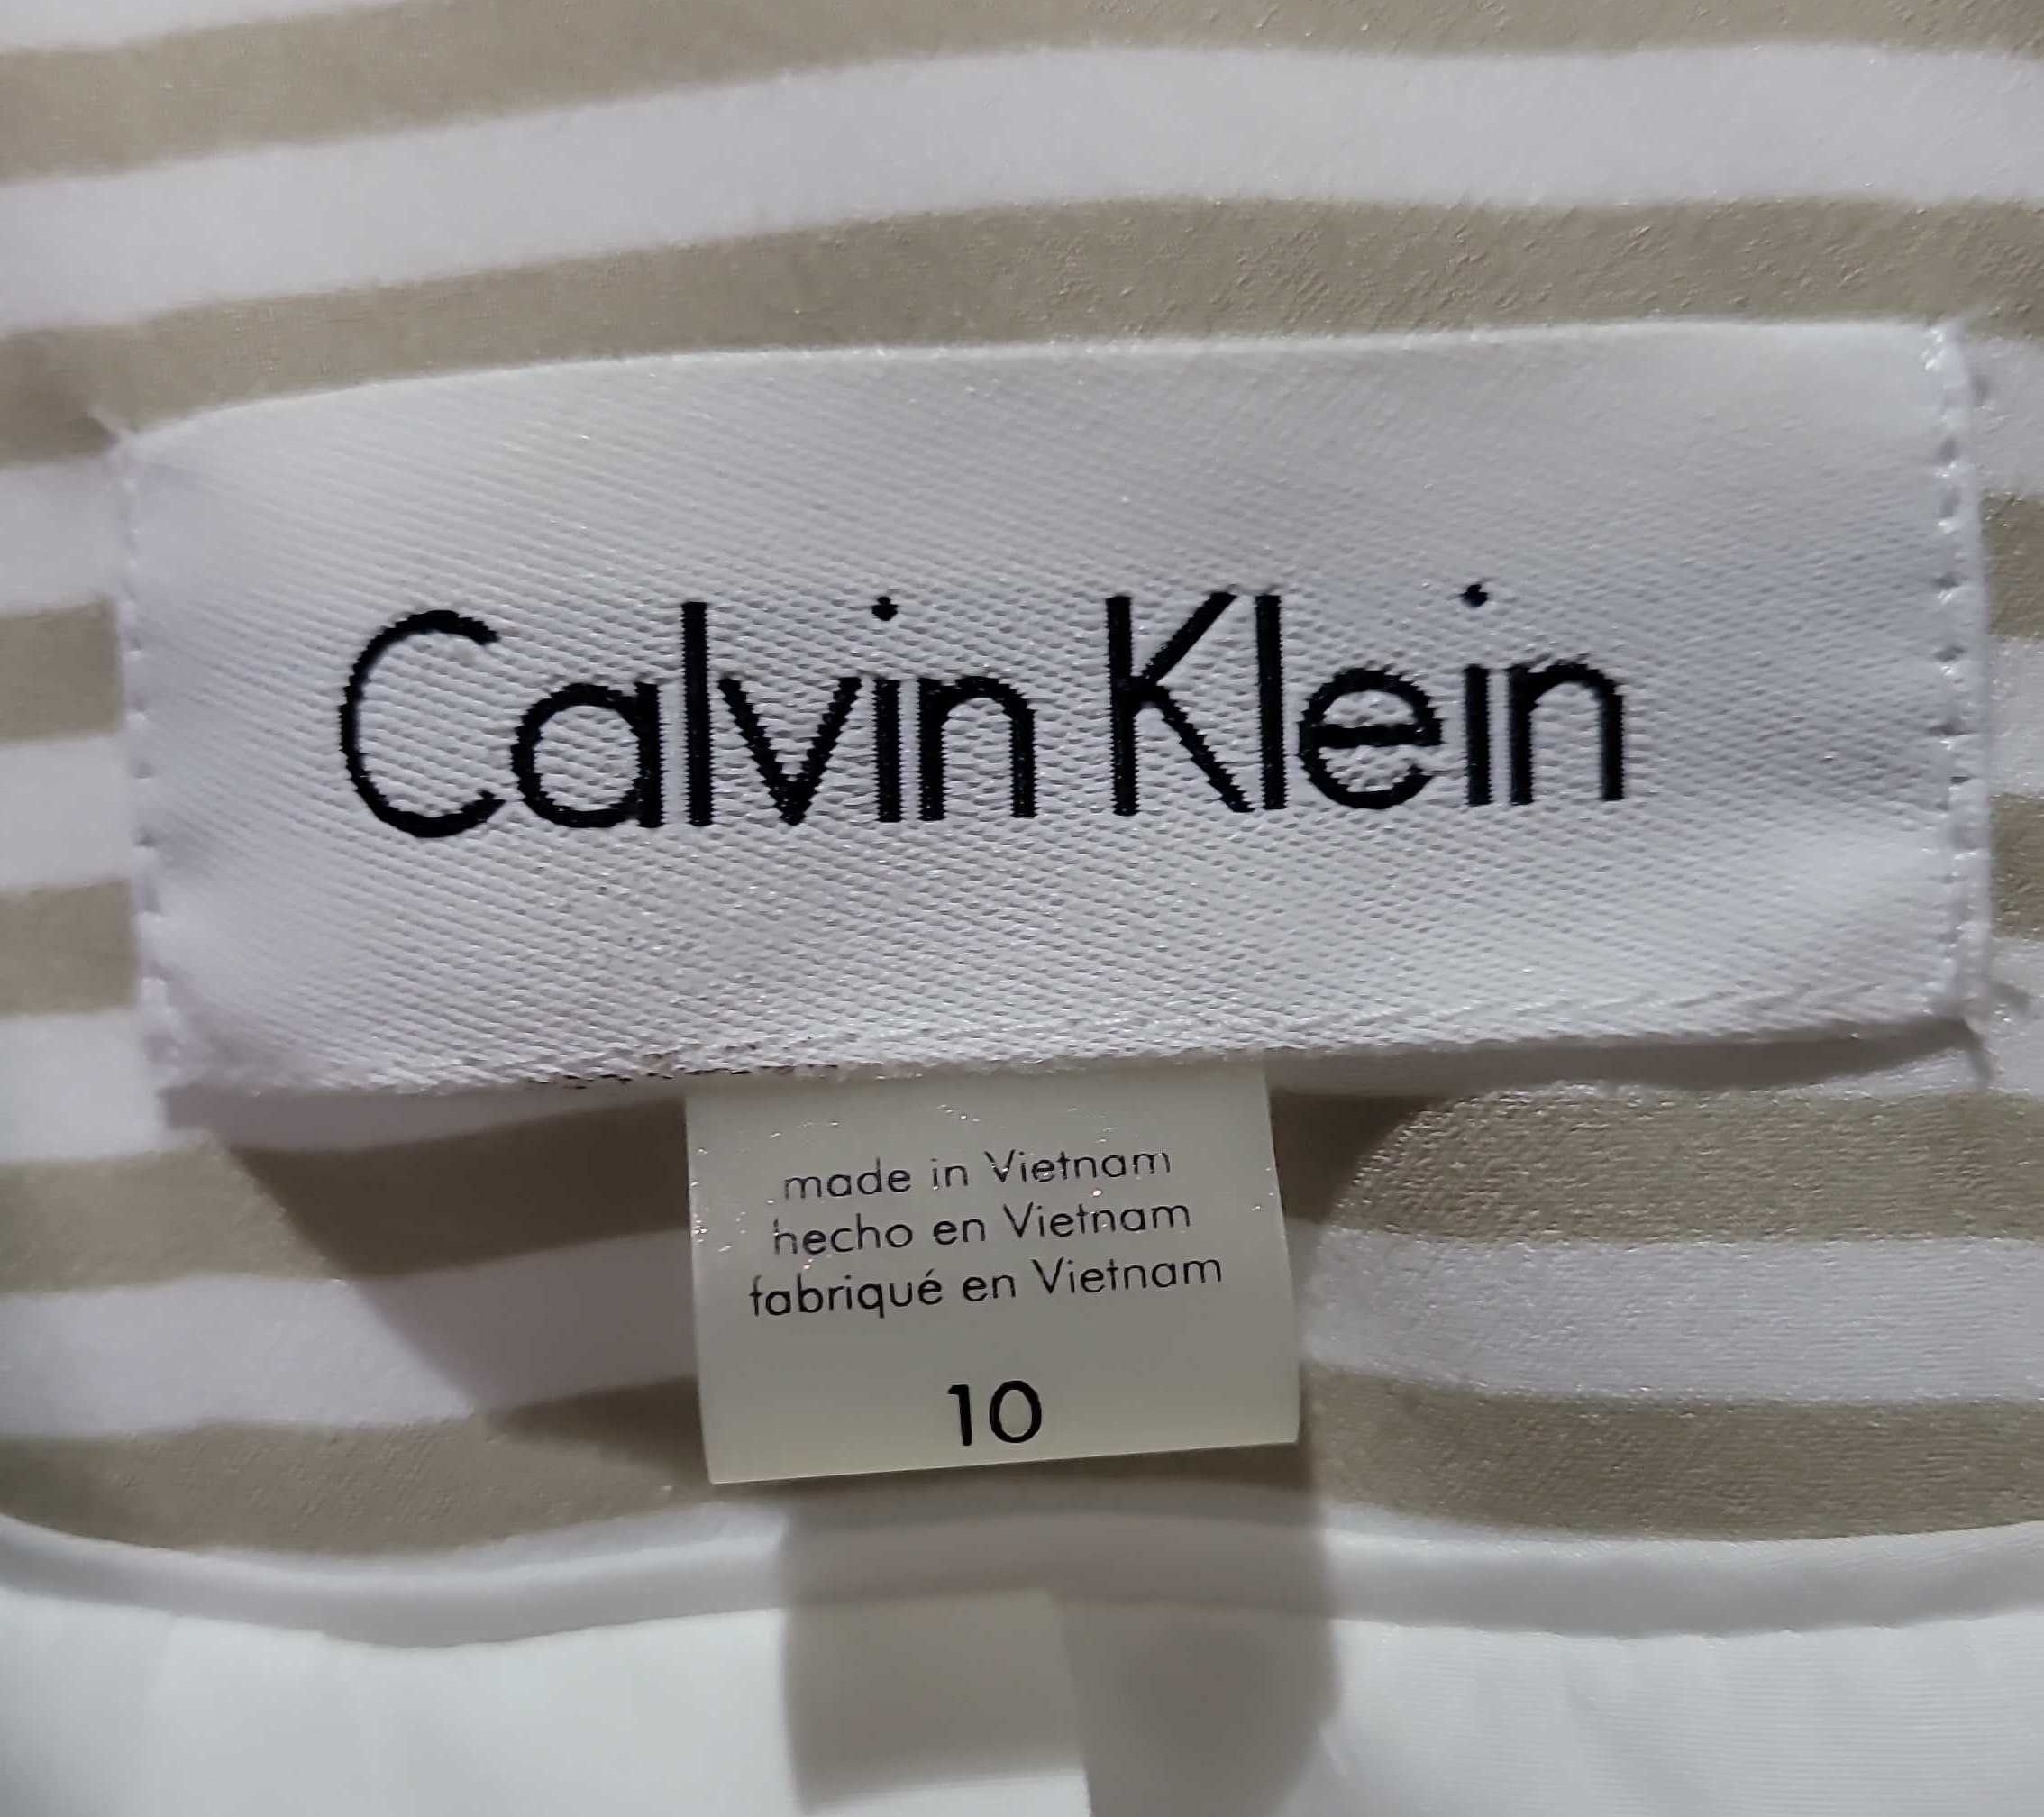 Calvin Klein
made in Vietnam
hecho en Vietnam
fabriqué en Vietnam
10